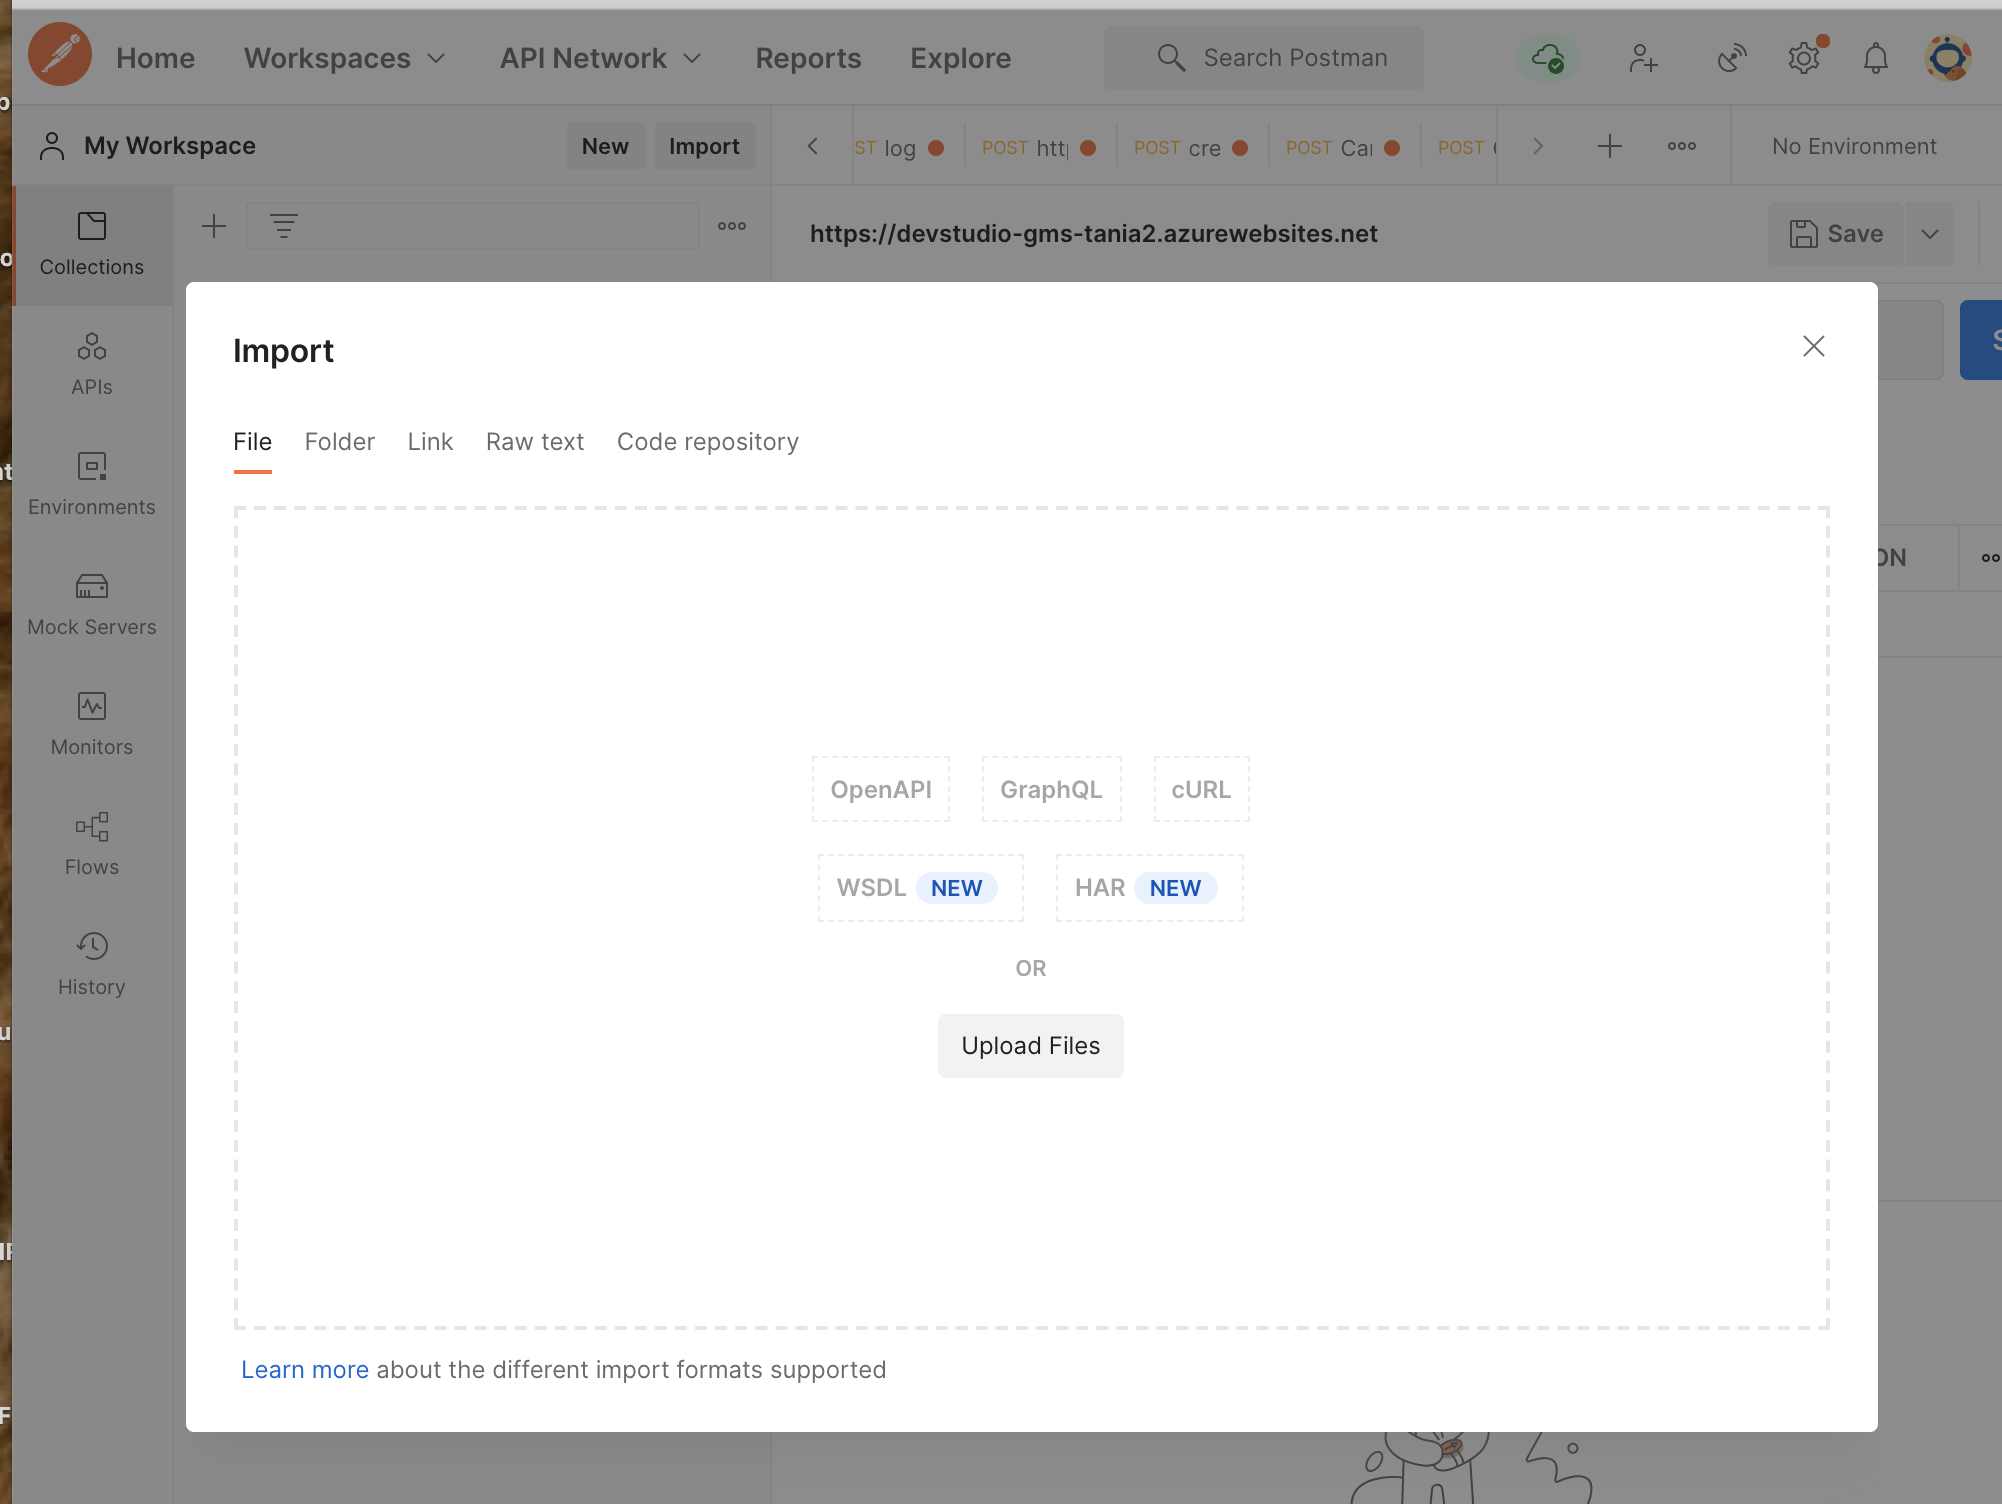 Home Workspaces API Network Reports Explore Search Postman
My Workspace New Import ST log POST POST cre POST POST No Environment
https://devstudio-gms-tania2.azurewebsites.net Save
Collections
APIs
Environments
Mock Servers
Monitors
Flows
History
Import
File Folder Link Raw text Code repository
OpenAPI GraphQL cURL
WSDL NEW HAR NEW
OR
Upload Files
Learn more about the different import formats supported